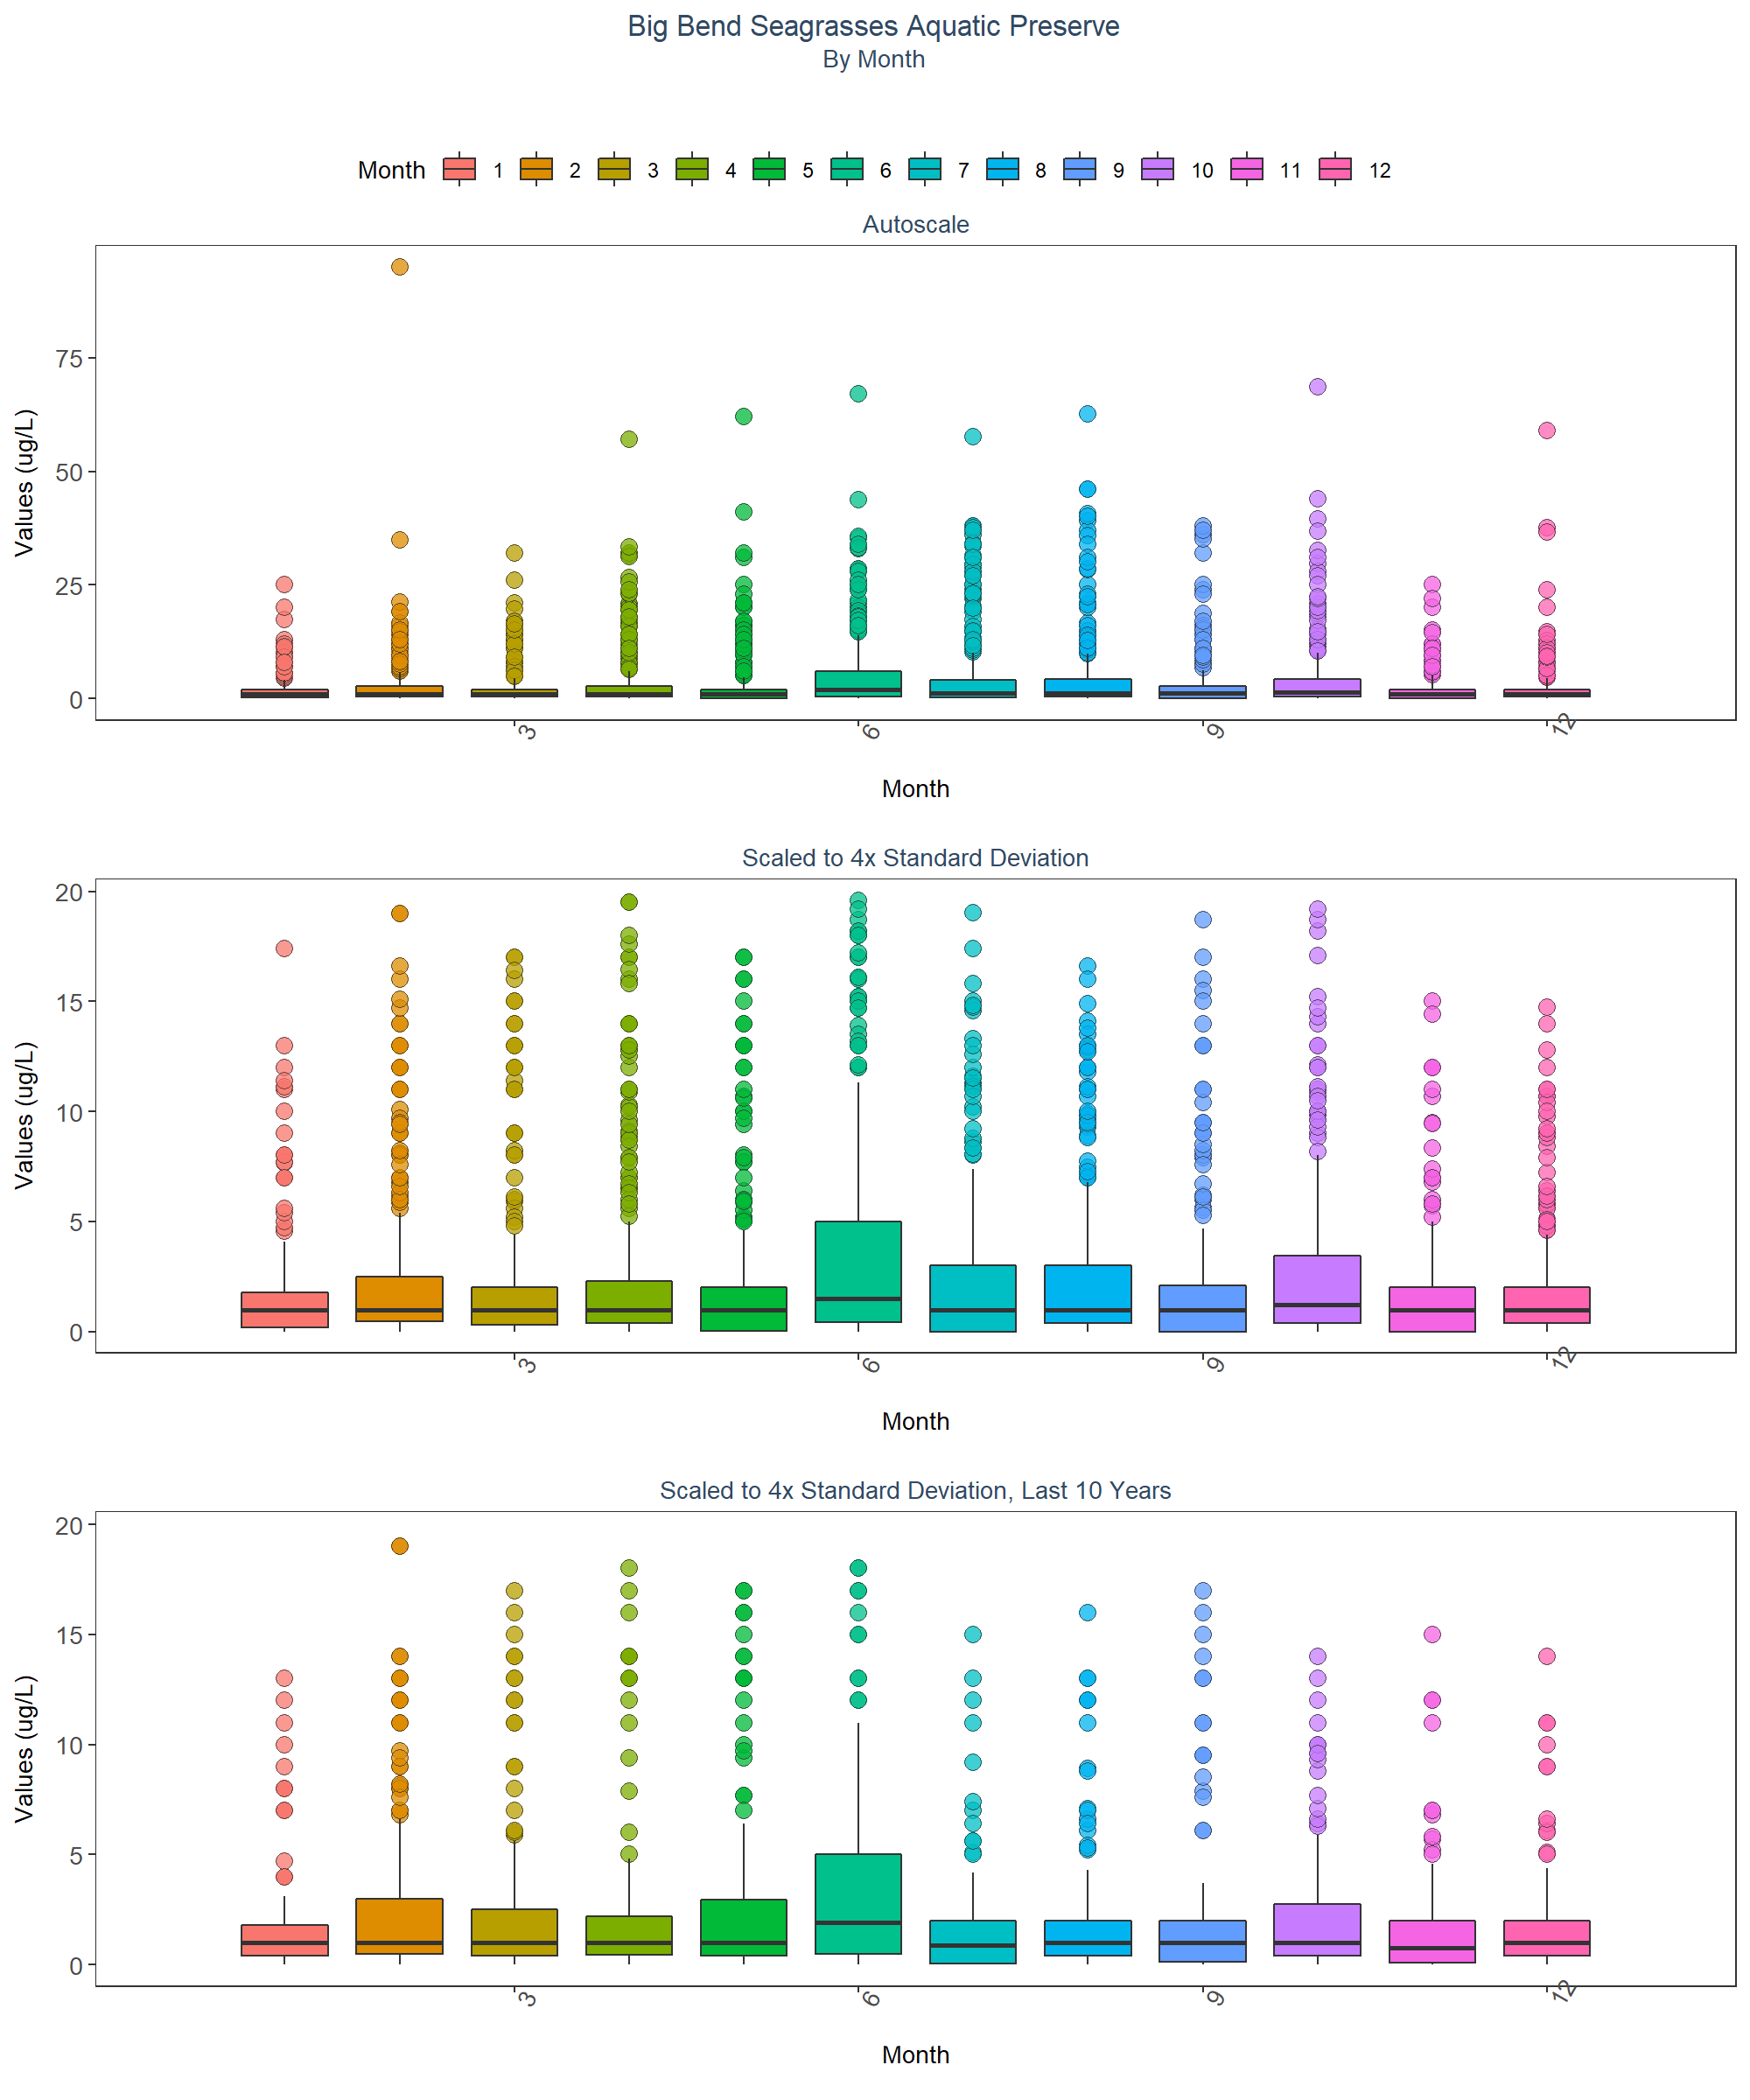 Big Bend Seagrasses Aquatic Preserve
By Month
Month 1 2 3 4 5 6 7 8 9 10 11 12
Autoscale
Values (ug/L)
75
50
25
0
3 6 9 12
Month
Scaled to 4x Standard Deviation
Values (ug/L)
20
15
10
5
0
3 6 9 12
Month
Scaled to 4x Standard Deviation, Last 10 Years
Values (ug/L)
20
15
10
5
0
3 6 9 12
Month